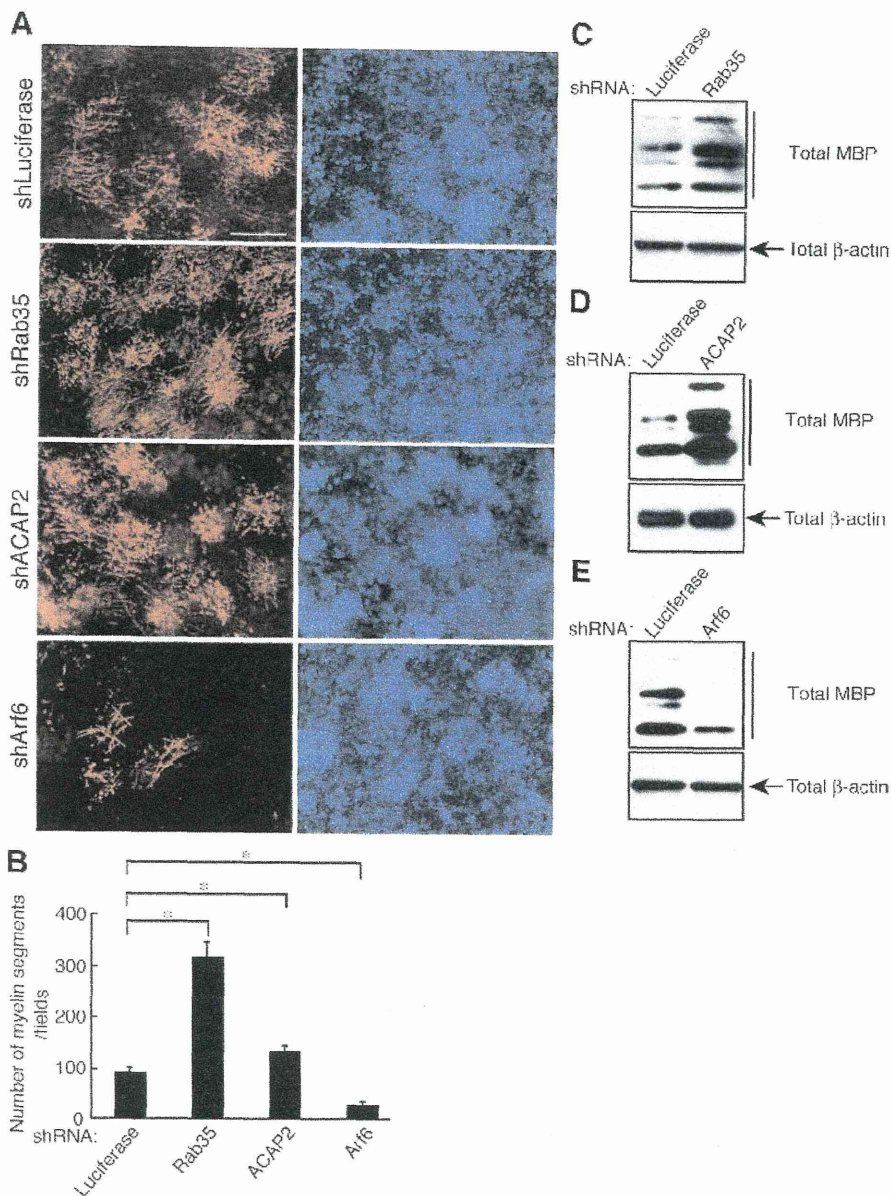 A
shLuciferase
shRab35
shACAP2
shArf6
B
Number of myelin segments
/fields
400
300
200
100
0
*
*
*
shRNA:
Luciferase
Rab35
ACAP2
Arf6
C
shRNA:
Luciferase
Rab35
Total MBP
Total β-actin
D
shRNA:
Luciferase
ACAP2
Total MBP
Total β-actin
E
shRNA:
Luciferase
Arf6
Total MBP
Total β-actin